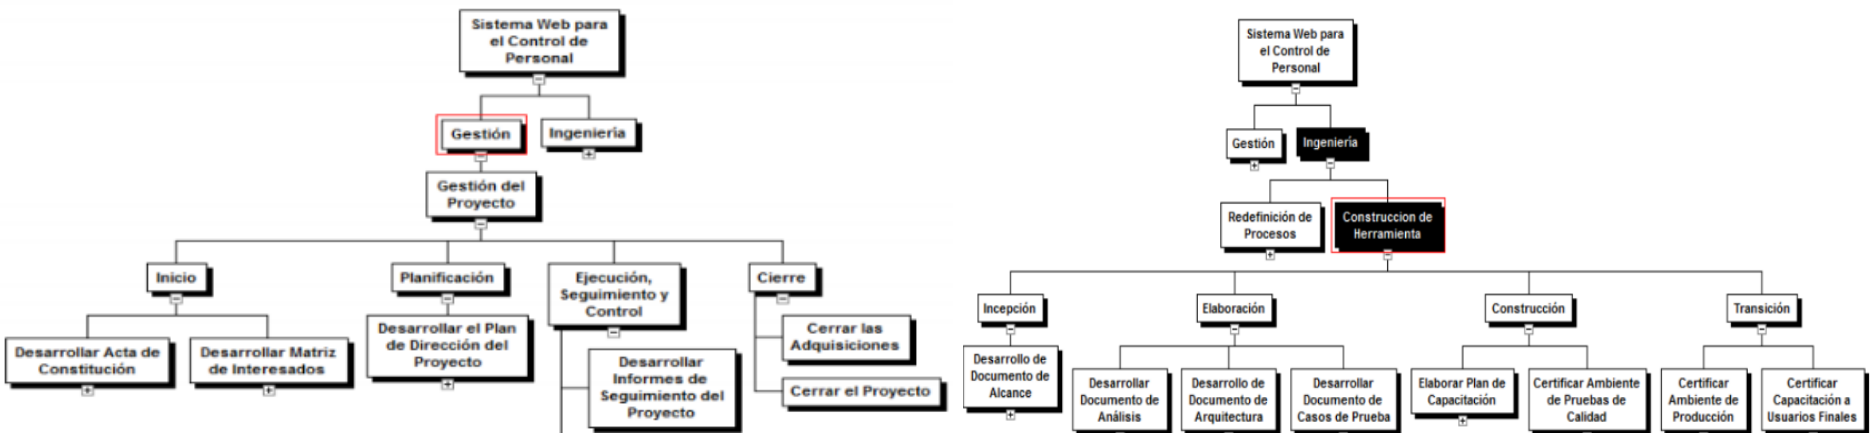 Sistema Web para
el Control de
Personal
Gestión
Ingeniería
Gestión del
Proyecto
Inicio
Planificación
Ejecución,
Seguimiento y
Control
Cierre
Desarrollar Acta de
Constitución
Desarrollar Matriz
de Interesados
Desarrollar el Plan
de Dirección del
Proyecto
Desarrollar
Informes de
Seguimiento del
Proyecto
Cerrar las
Adquisiciones
Cerrar el Proyecto
Sistema Web para
el Control de
Personal
Gestión
Ingeniería
Redefinición de
Procesos
Construccion de
Herramienta
Incepción
Elaboración
Construcción
Transición
Desarrollo de
Documento de
Alcance
Desarrollar
Documento de
Análisis
Desarrollo de
Documento de
Arquitectura
Desarrollar
Documento de
Casos de Prueba
Elaborar Plan de
Capacitación
Certificar Ambiente
de Pruebas de
Calidad
Certificar
Ambiente de
Producción
Certificar
Capacitación a
Usuarios Finales